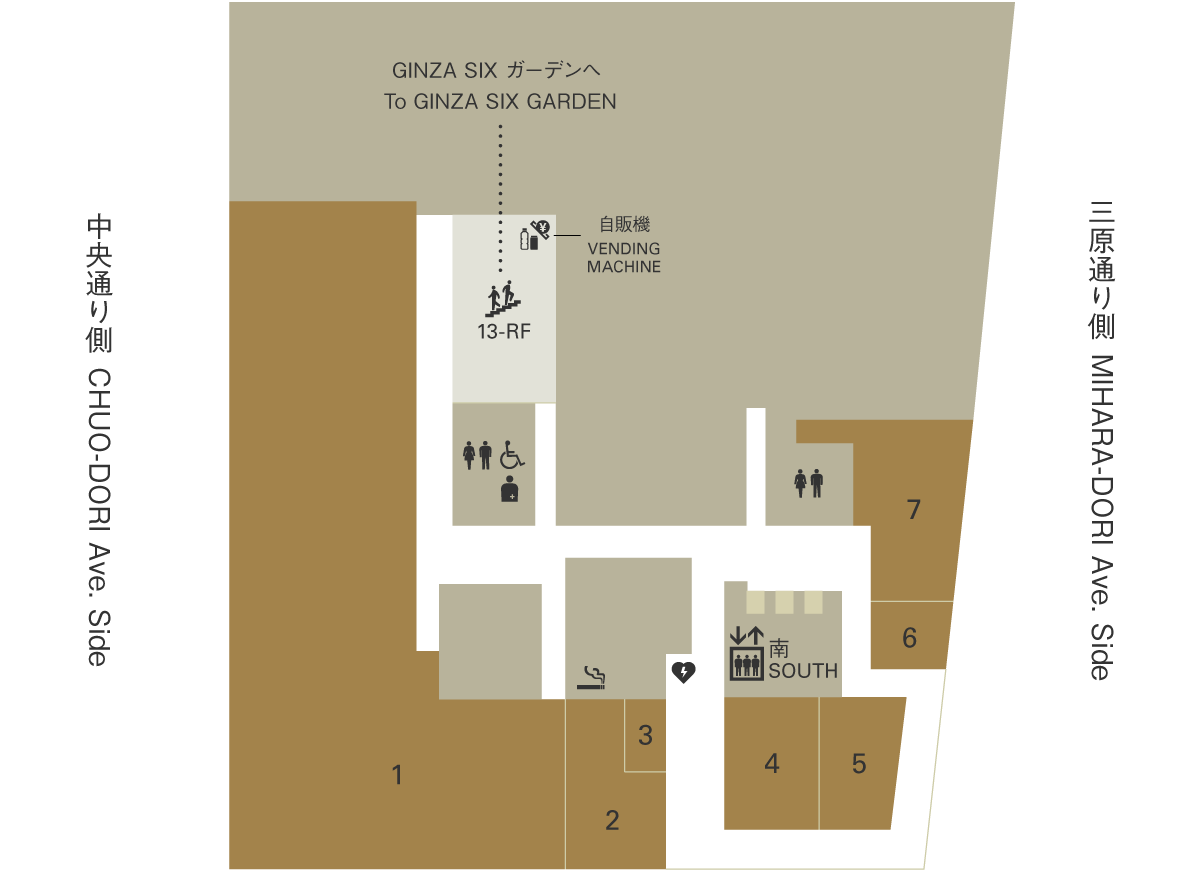 GINZA SIX ガーデンへ
To GINZA SIX GARDEN
自販機
VENDING
MACHINE
¥
13-RF
中央通り側 CHUO-DORI Ave. Side
三原通り側 MIHARA-DORI Ave. Side
7
6
南
SOUTH
3
4
5
1
2